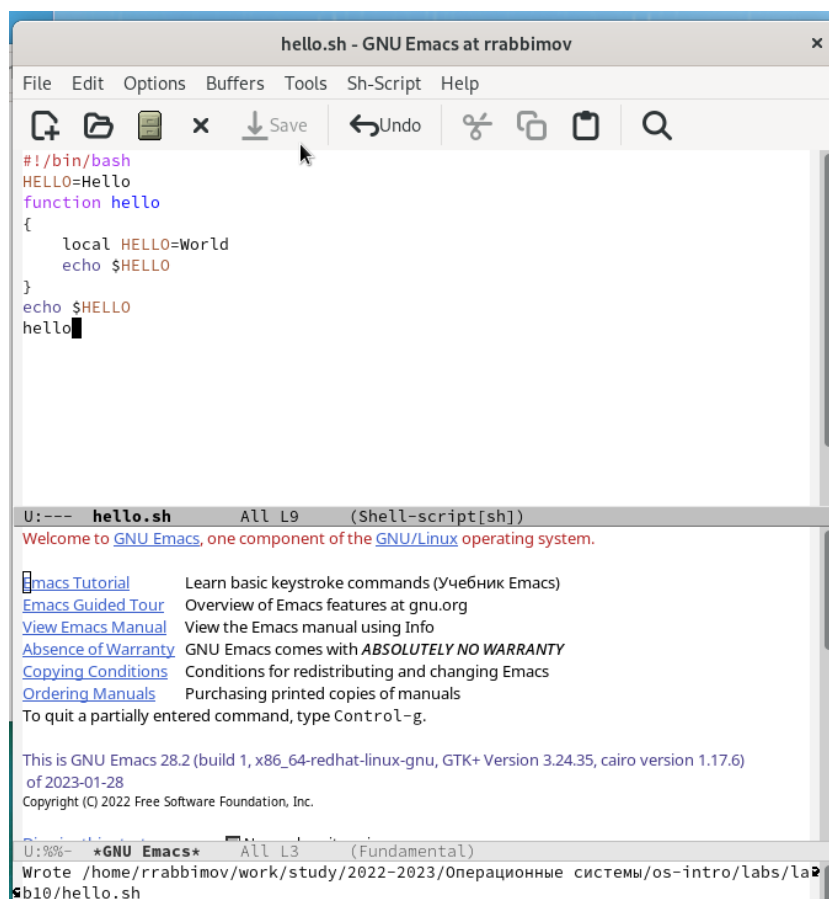 hello.sh - GNU Emacs at rrabbimov ×
File Edit Options Buffers Tools Sh-Script Help
Save Undo
#!/bin/bash
HELLO=Hello
function hello
{
    local HELLO=World
    echo $HELLO
}
echo $HELLO
hello
U:--- hello.sh All L9 (Shell-script[sh])
Welcome to GNU Emacs, one component of the GNU/Linux operating system.
Emacs Tutorial Learn basic keystroke commands (Учебник Emacs)
Emacs Guided Tour Overview of Emacs features at gnu.org
View Emacs Manual View the Emacs manual using Info
Absence of Warranty GNU Emacs comes with ABSOLUTELY NO WARRANTY
Copying Conditions Conditions for redistributing and changing Emacs
Ordering Manuals Purchasing printed copies of manuals
To quit a partially entered command, type Control-g.
This is GNU Emacs 28.2 (build 1, x86_64-redhat-linux-gnu, GTK+ Version 3.24.35, cairo version 1.17.6)
of 2023-01-28
Copyright (C) 2022 Free Software Foundation, Inc.
U:%%- *GNU Emacs* All L3 (Fundamental)
Wrote /home/rrabbimov/work/study/2022-2023/Операционные системы/os-intro/labs/la
b10/hello.sh